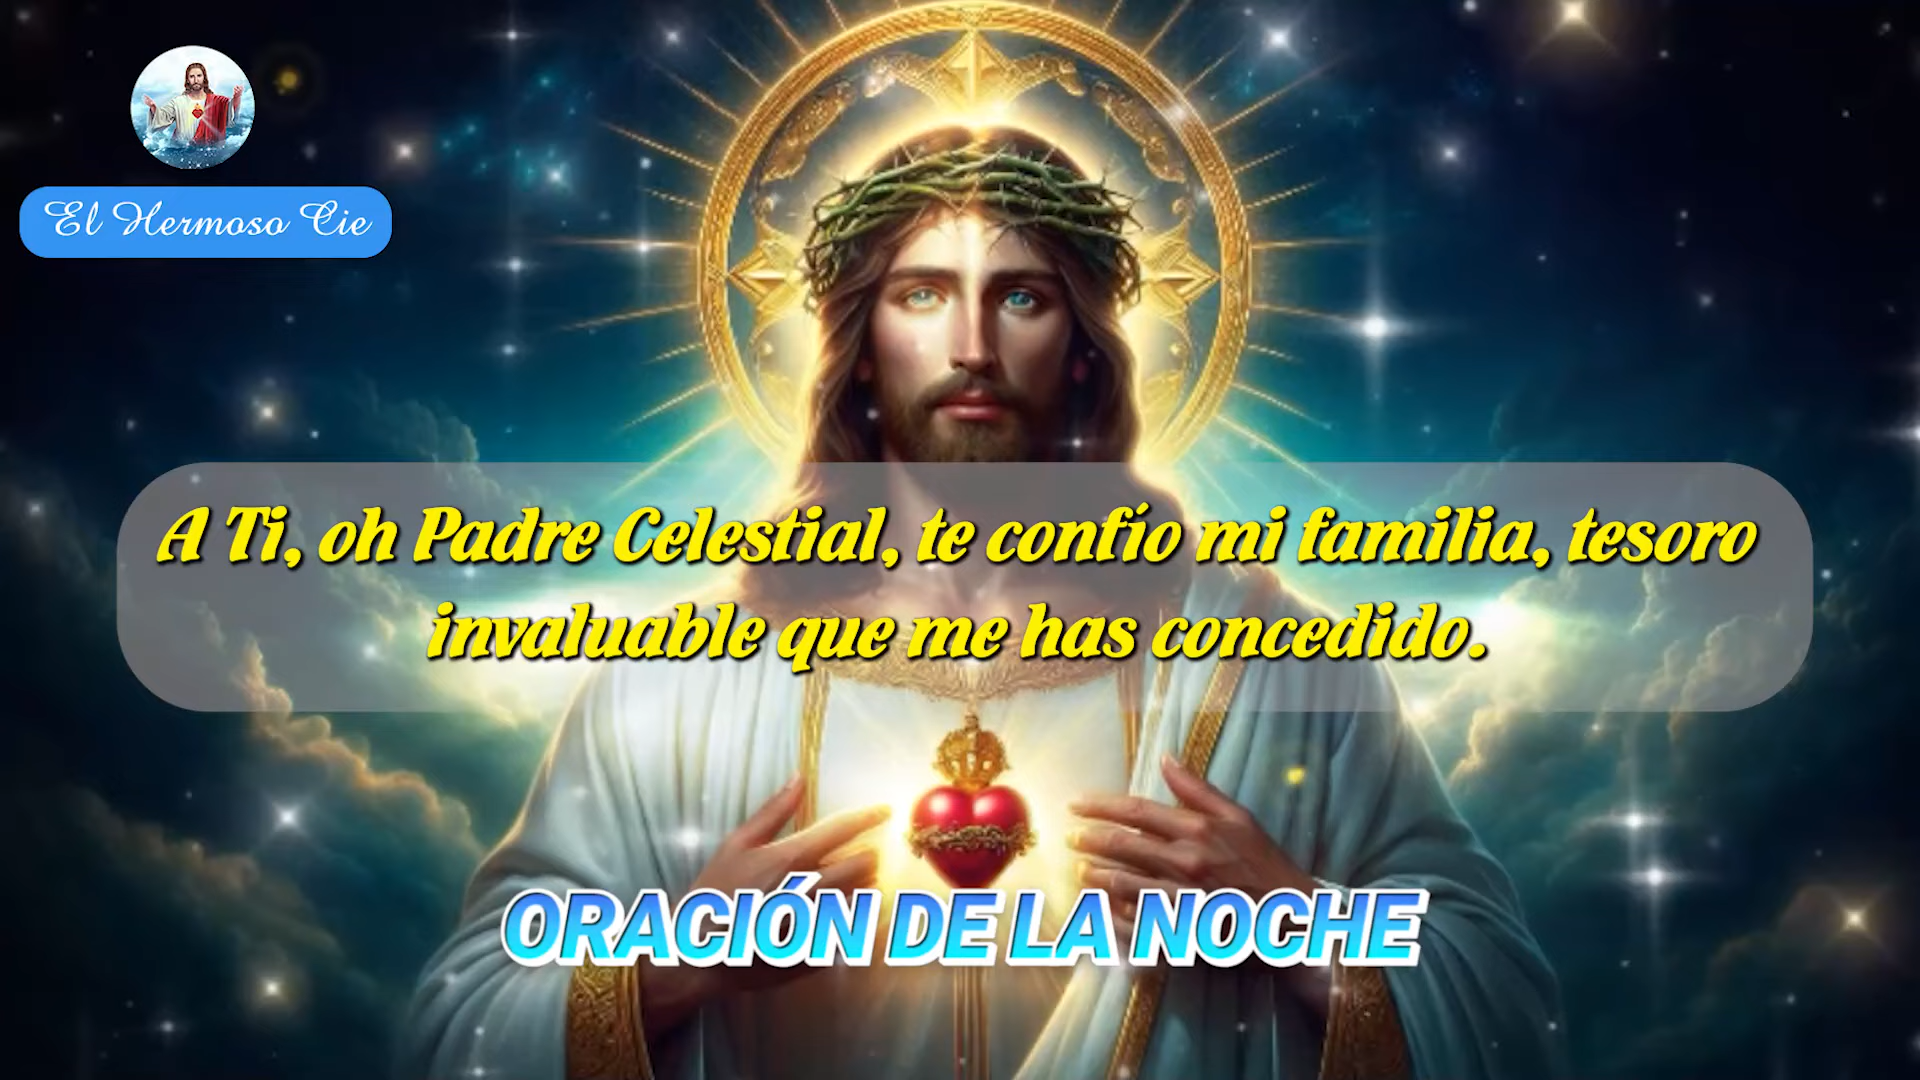 El Hermoso Cie
A Ti, oh Padre Celestial, te confío mi familia, tesoro
invaluable que me has concedido.
ORACIÓN DE LA NOCHE